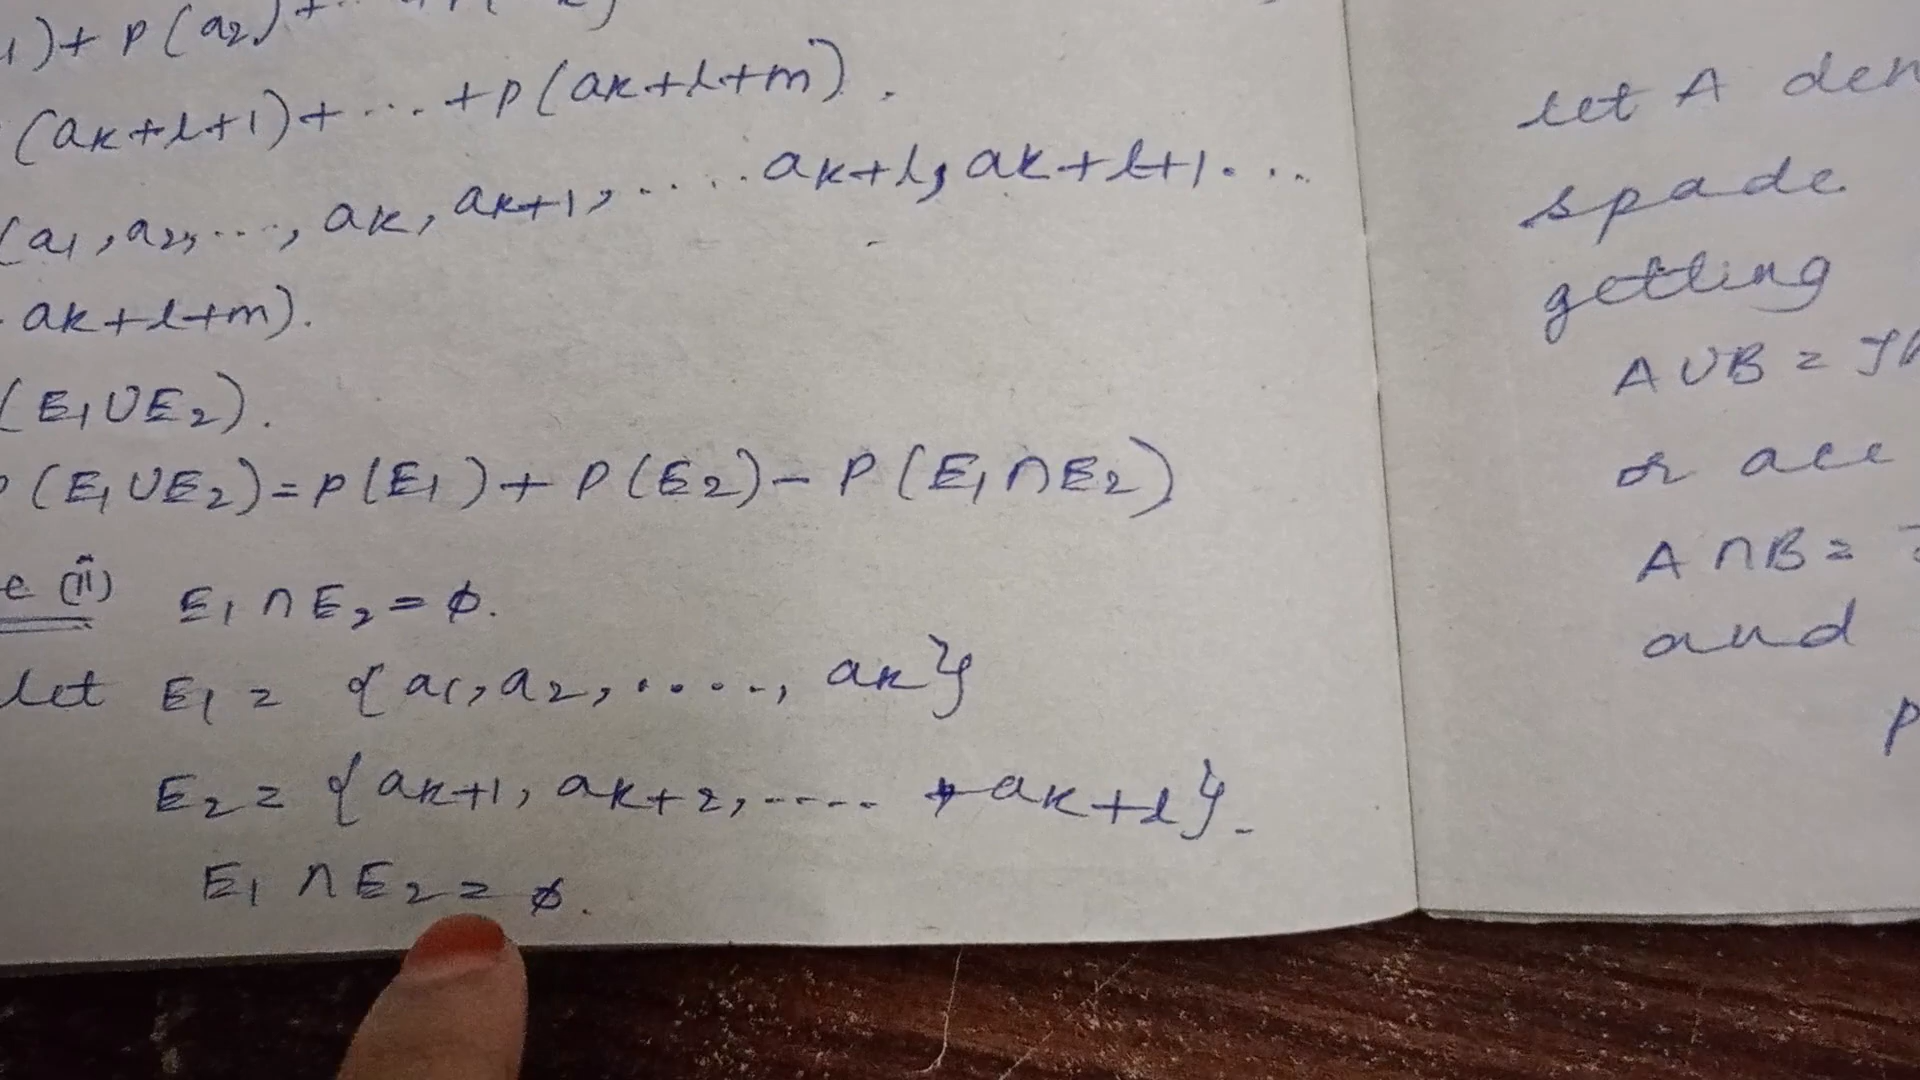 1) + P(a2) + ...
(ak+l+1) + ... + P(ak+l+m).
(a1, a2, ..., ak, ak+1, ..... ak+l, ak+l+1 ...
ak+l+m).
(E1 ∪ E2).
P(E1 ∪ E2) = P(E1) + P(E2) - P(E1 ∩ E2)
e (ii) E1 ∩ E2 = ϕ.
Let E1 = {a1, a2, ....., ak}
E2 = {ak+1, ak+2, ..... ak+l}.
E1 ∩ E2 = ϕ.
let A den
spade
getting
A ∪ B =
or ace
A ∩ B =
and
P